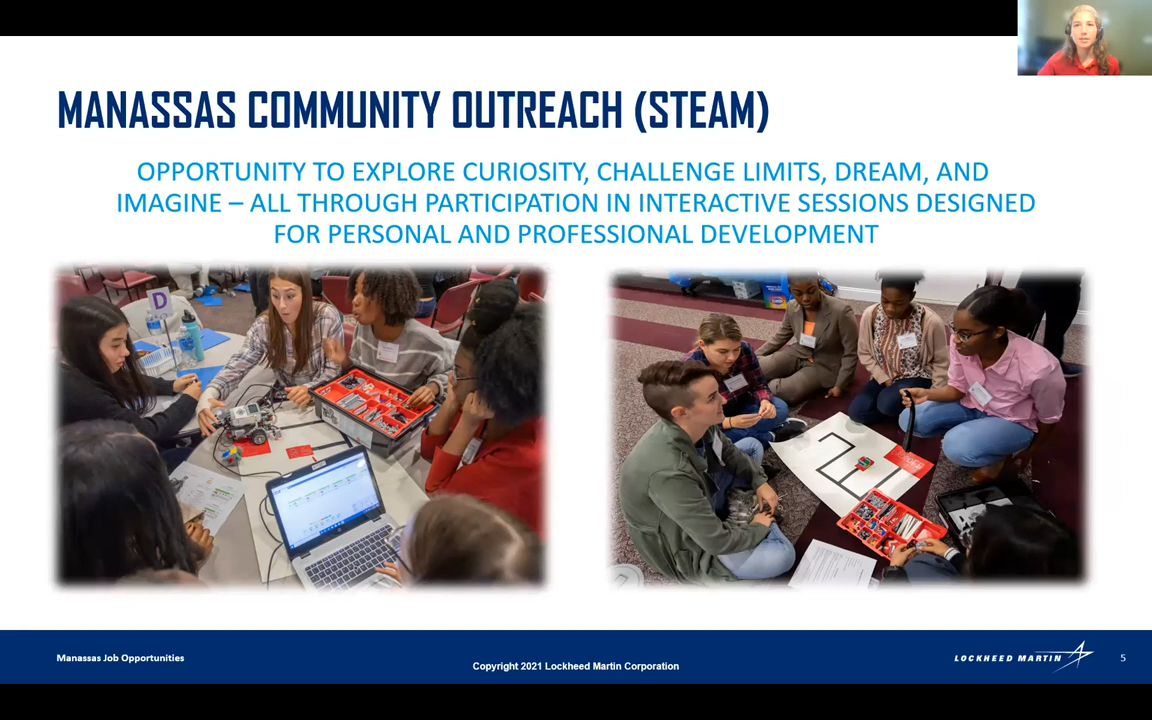 MANASSAS COMMUNITY OUTREACH (STEAM)
OPPORTUNITY TO EXPLORE CURIOSITY, CHALLENGE LIMITS, DREAM, AND
IMAGINE – ALL THROUGH PARTICIPATION IN INTERACTIVE SESSIONS DESIGNED
FOR PERSONAL AND PROFESSIONAL DEVELOPMENT
D
Manassas Job Opportunities
Copyright 2021 Lockheed Martin Corporation
LOCKHEED MARTIN
5